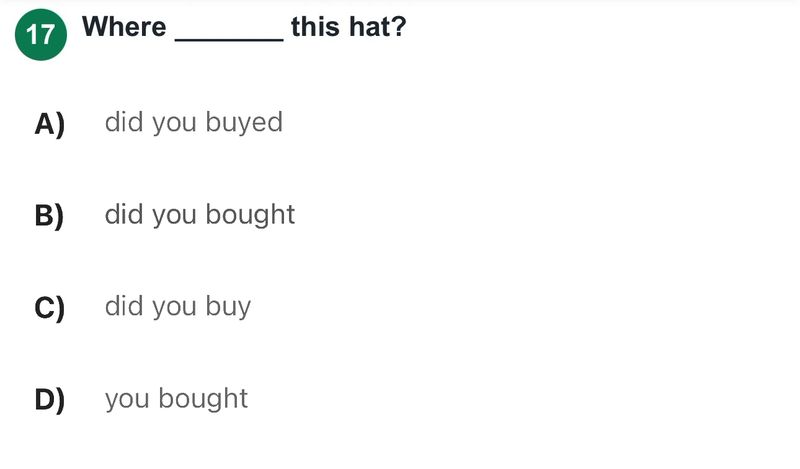 17 Where _______ this hat?
A) did you buyed
B) did you bought
C) did you buy
D) you bought